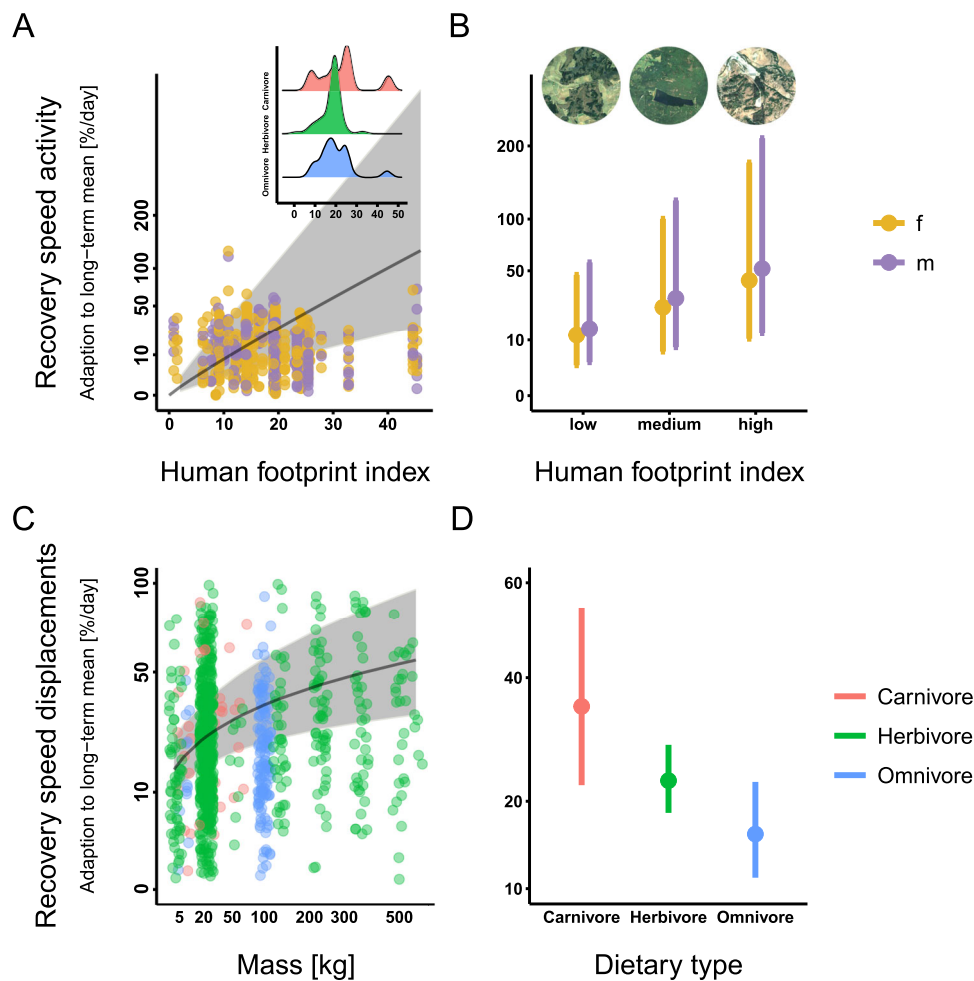 A
Recovery speed activity
Adaption to long−term mean [%/day]
200
100
50
10
0
0
10
20
30
40
Human footprint index
Carnivore
Herbivore
Omnivore
0
10
20
30
40
50
B
200
100
50
10
0
low
medium
high
Human footprint index
f
m
C
Recovery speed displacements
Adaption to long−term mean [%/day]
100
50
10
0
5
20
50
100
200
300
500
Mass [kg]
D
60
40
20
10
Carnivore
Herbivore
Omnivore
Dietary type
Carnivore
Herbivore
Omnivore